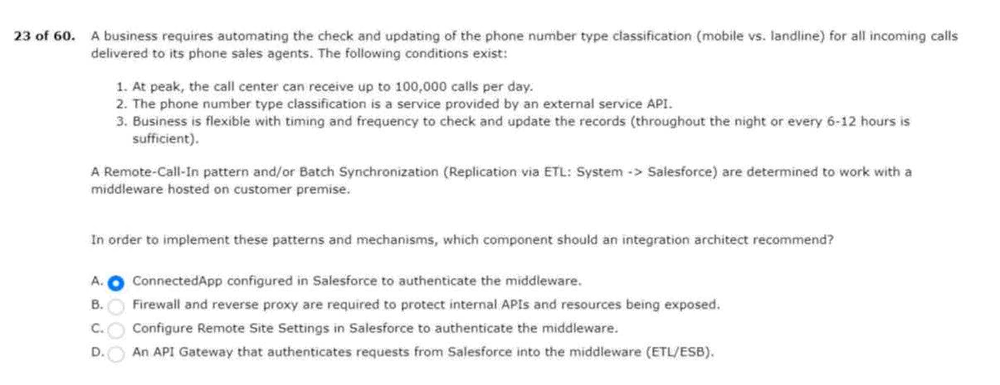 23 of 60. A business requires automating the check and updating of the phone number type classification (mobile vs. landline) for all incoming calls
delivered to its phone sales agents. The following conditions exist:
1. At peak, the call center can receive up to 100,000 calls per day.
2. The phone number type classification is a service provided by an external service API.
3. Business is flexible with timing and frequency to check and update the records (throughout the night or every 6-12 hours is
sufficient).
A Remote-Call-In pattern and/or Batch Synchronization (Replication via ETL: System -> Salesforce) are determined to work with a
middleware hosted on customer premise.
In order to implement these patterns and mechanisms, which component should an integration architect recommend?
A. ConnectedApp configured in Salesforce to authenticate the middleware.
B. Firewall and reverse proxy are required to protect internal APIs and resources being exposed.
C. Configure Remote Site Settings in Salesforce to authenticate the middleware.
D. An API Gateway that authenticates requests from Salesforce into the middleware (ETL/ESB).